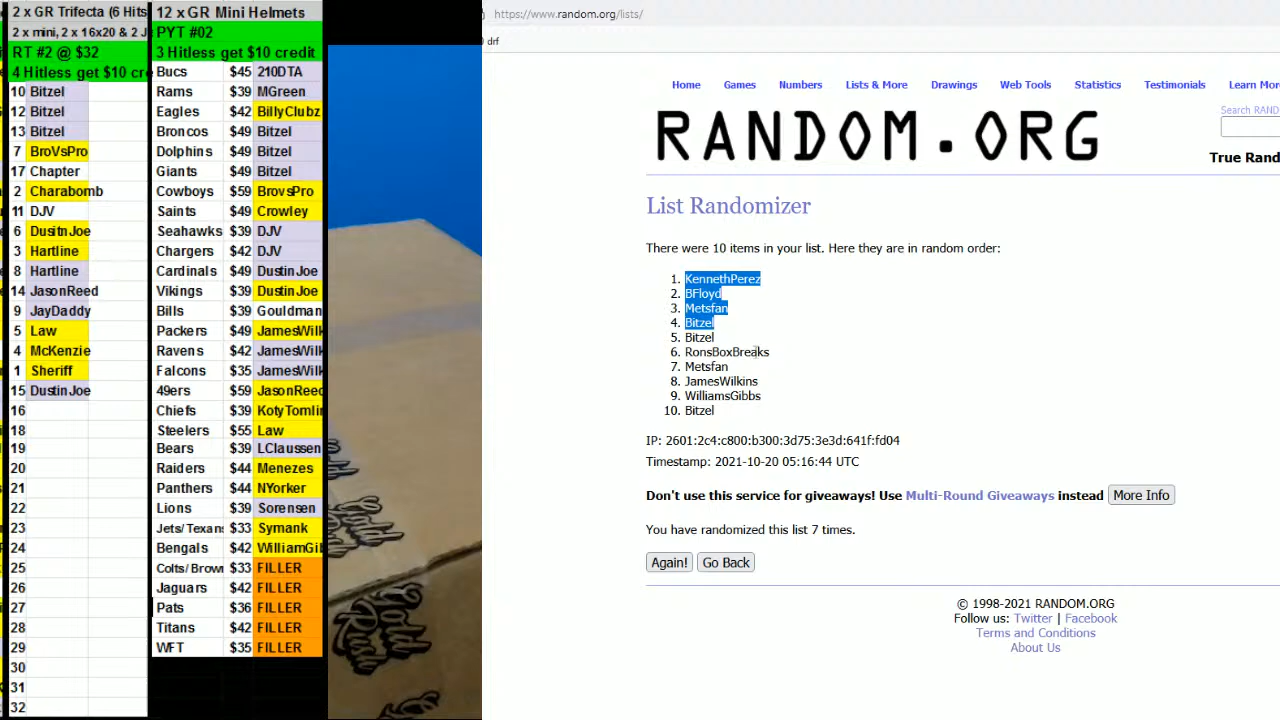 2 x GR Trifecta (6 Hits
2 x mini, 2 x 16x20 & 2 J
RT #2 @ $32
4 Hitless get $10 cre
10 Bitzel
12 Bitzel
13 Bitzel
7 BroVsPro
17 Chapter
2 Charabomb
11 DJV
6 DusitnJoe
3 Hartline
8 Hartline
14 JasonReed
9 JayDaddy
5 Law
4 McKenzie
1 Sheriff
15 DustinJoe
16
18
19
20
21
22
23
24
25
26
27
28
29
30
31
32
12 x GR Mini Helmets
PYT #02
3 Hitless get $10 credit
Bucs $45 210DTA
Rams $39 MGreen
Eagles $42 BillyClubz
Broncos $49 Bitzel
Dolphins $49 Bitzel
Giants $49 Bitzel
Cowboys $59 BrovsPro
Saints $49 Crowley
Seahawks $39 DJV
Chargers $42 DJV
Cardinals $49 DustinJoe
Vikings $39 DustinJoe
Bills $39 Gouldman
Packers $49 JamesWilk
Ravens $42 JamesWilk
Falcons $35 JamesWilk
49ers $59 JasonReed
Chiefs $39 KotyTomlin
Steelers $55 Law
Bears $39 LClaussen
Raiders $44 Menezes
Panthers $44 NYorker
Lions $39 Sorensen
Jets/ Texans $33 Symank
Bengals $42 WilliamGib
Colts/ Brown $33 FILLER
Jaguars $42 FILLER
Pats $36 FILLER
Titans $42 FILLER
WFT $35 FILLER
Gold Rush
https://www.random.org/lists/
drf
Home Games Numbers Lists & More Drawings Web Tools Statistics Testimonials Learn Mor
Search RAND
RANDOM.ORG
True Rand
List Randomizer
There were 10 items in your list. Here they are in random order:
1. KennethPerez
2. BFloyd
3. Metsfan
4. Bitzel
5. Bitzel
6. RonsBoxBreaks
7. Metsfan
8. JamesWilkins
9. WilliamsGibbs
10. Bitzel
IP: 2601:2c4:c800:b300:3d75:3e3d:641f:fd04
Timestamp: 2021-10-20 05:16:44 UTC
Don't use this service for giveaways! Use Multi-Round Giveaways instead More Info
You have randomized this list 7 times.
Again! Go Back
© 1998-2021 RANDOM.ORG
Follow us: Twitter | Facebook
Terms and Conditions
About Us